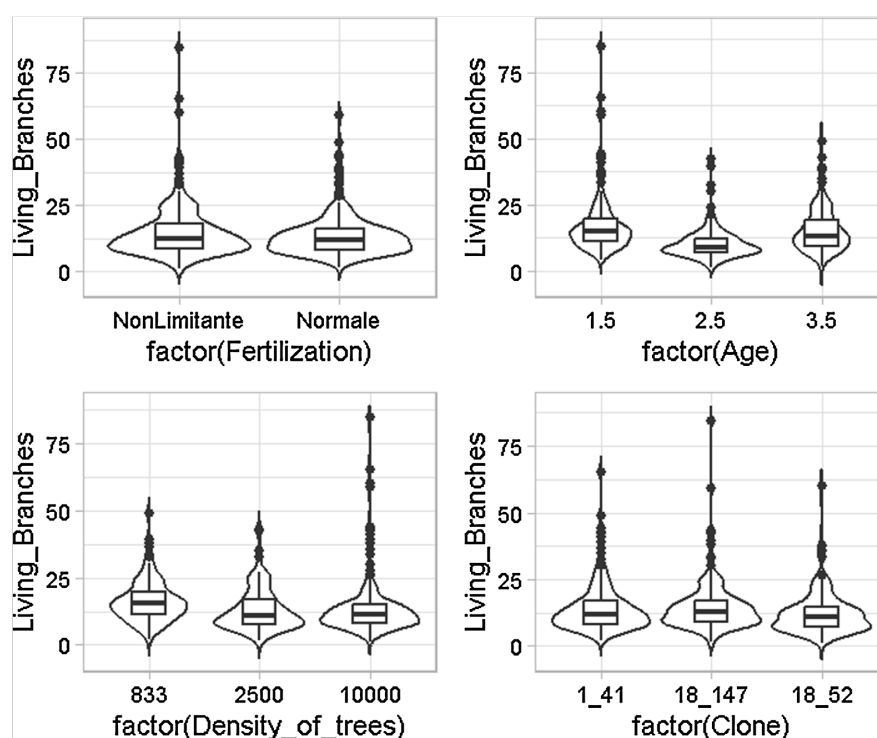 Living_Branches
75
50
25
0
NonLimitante Normale
factor(Fertilization)
Living_Branches
75
50
25
0
1.5 2.5 3.5
factor(Age)
Living_Branches
75
50
25
0
833 2500 10000
factor(Density_of_trees)
Living_Branches
75
50
25
0
1_41 18_147 18_52
factor(Clone)